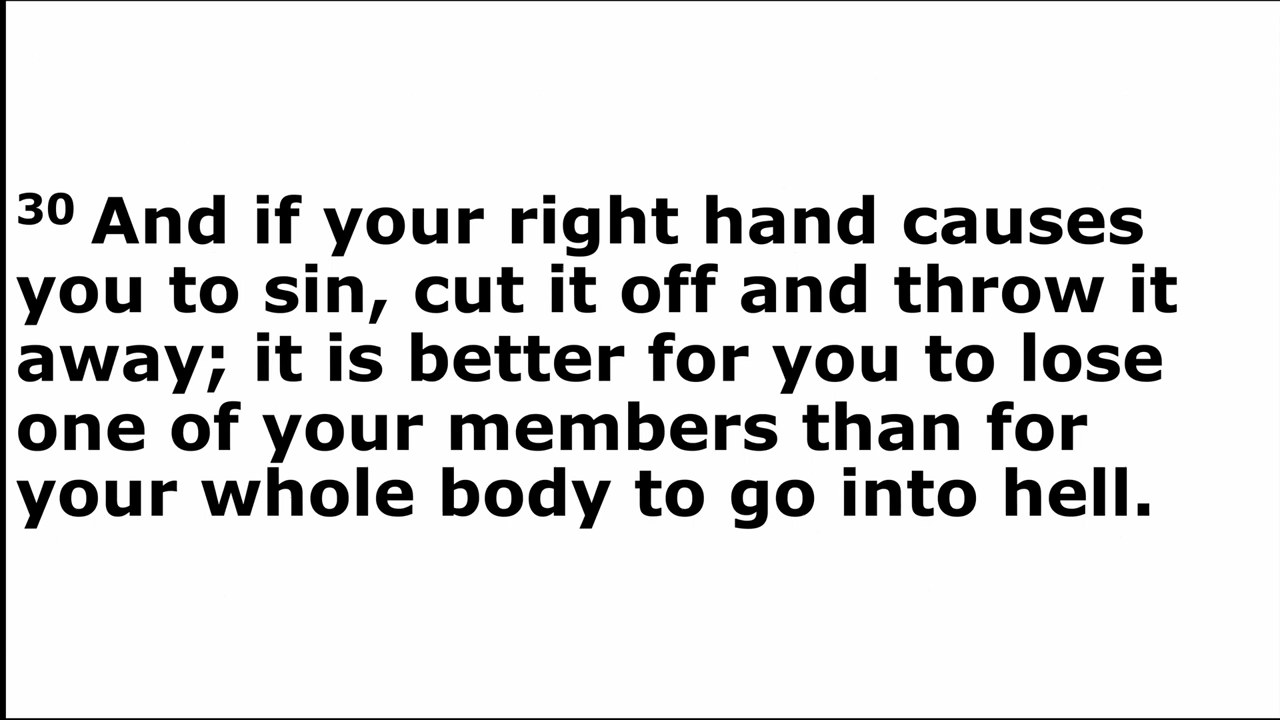 30 And if your right hand causes
you to sin, cut it off and throw it
away; it is better for you to lose
one of your members than for
your whole body to go into hell.